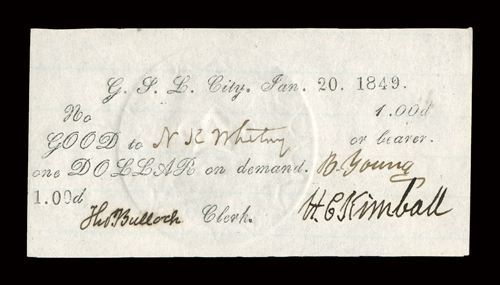 G. S. L. City, Jan. 20. 1849.
No 1.00d
GOOD to N K Whitney or bearer.
one DOLLAR on demand. B. Young
1.00d
Thos Bullock Clerk. H. C. Kimball